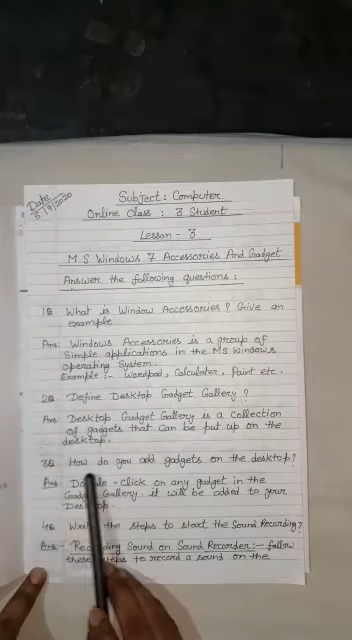 Date
5/9/2020
Subject: Computer
Online Class : 3 Student
Lesson - 3
MS Windows 7 Accessories And Gadget
Answer the following questions :
1Q. What is Window Accessories? Give an
example
Ans: Windows Accessories is a group of
Simple applications in the MS Windows
operating System.
Example :- Wordpad, Calculator, Paint etc.
2Q. Define Desktop Gadget Gallery ?
Ans: Desktop Gadget Gallery is a collection
of gadgets that can be put up on the
desktop.
3Q. How do you add gadgets on the desktop?
Ans: - click on any gadget in the
Gallery. it will be added to your

4Q. the steps to start the Sound Recording?
Ans:- Recording Sound on Sound Recorder:- follow
these steps to record a sound on the